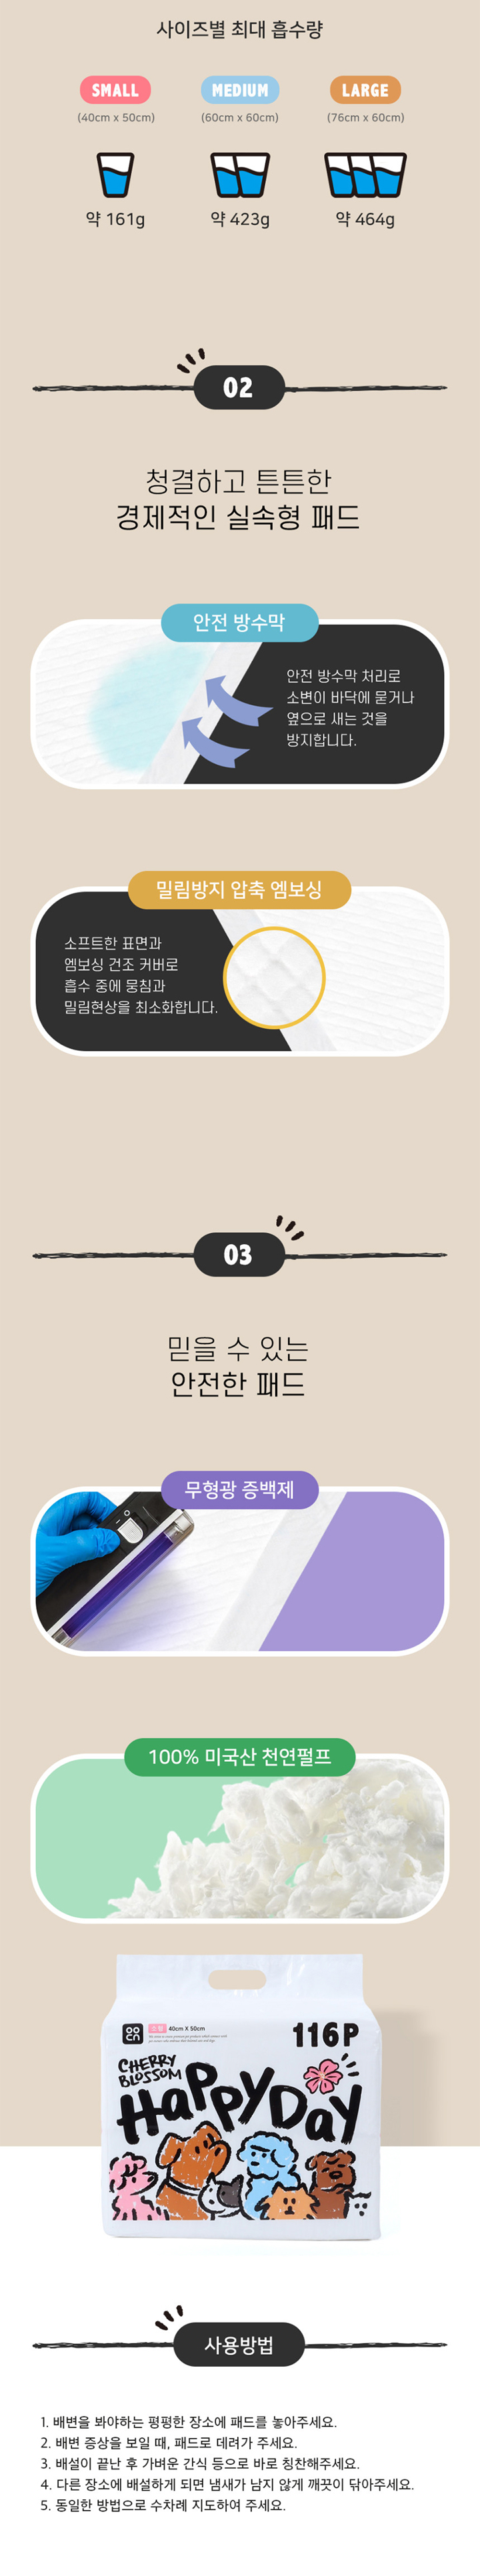 사이즈별 최대 흡수량
SMALL
MEDIUM
LARGE
(40cm x 50cm)
(60cm x 60cm)
(76cm x 60cm)
약 161g
약 423g
약 464g
02
청결하고 튼튼한
경제적인 실속형 패드
안전 방수막
안전 방수막 처리로
소변이 바닥에 묻거나
옆으로 새는 것을
방지합니다.
밀림방지 압축 엠보싱
소프트한 표면과
엠보싱 건조 커버로
흡수 중에 뭉침과
밀림현상을 최소화합니다.
03
믿을 수 있는
안전한 패드
무형광 증백제
100% 미국산 천연펄프
소형 40cm X 50cm
116P
CHERRY
BLOSSOM
HaPPyDay
사용방법
1. 배변을 봐야하는 평평한 장소에 패드를 놓아주세요.
2. 배변 증상을 보일 때, 패드로 데려가 주세요.
3. 배설이 끝난 후 가벼운 간식 등으로 바로 칭찬해주세요.
4. 다른 장소에 배설하게 되면 냄새가 남지 않게 깨끗이 닦아주세요.
5. 동일한 방법으로 수차례 지도하여 주세요.